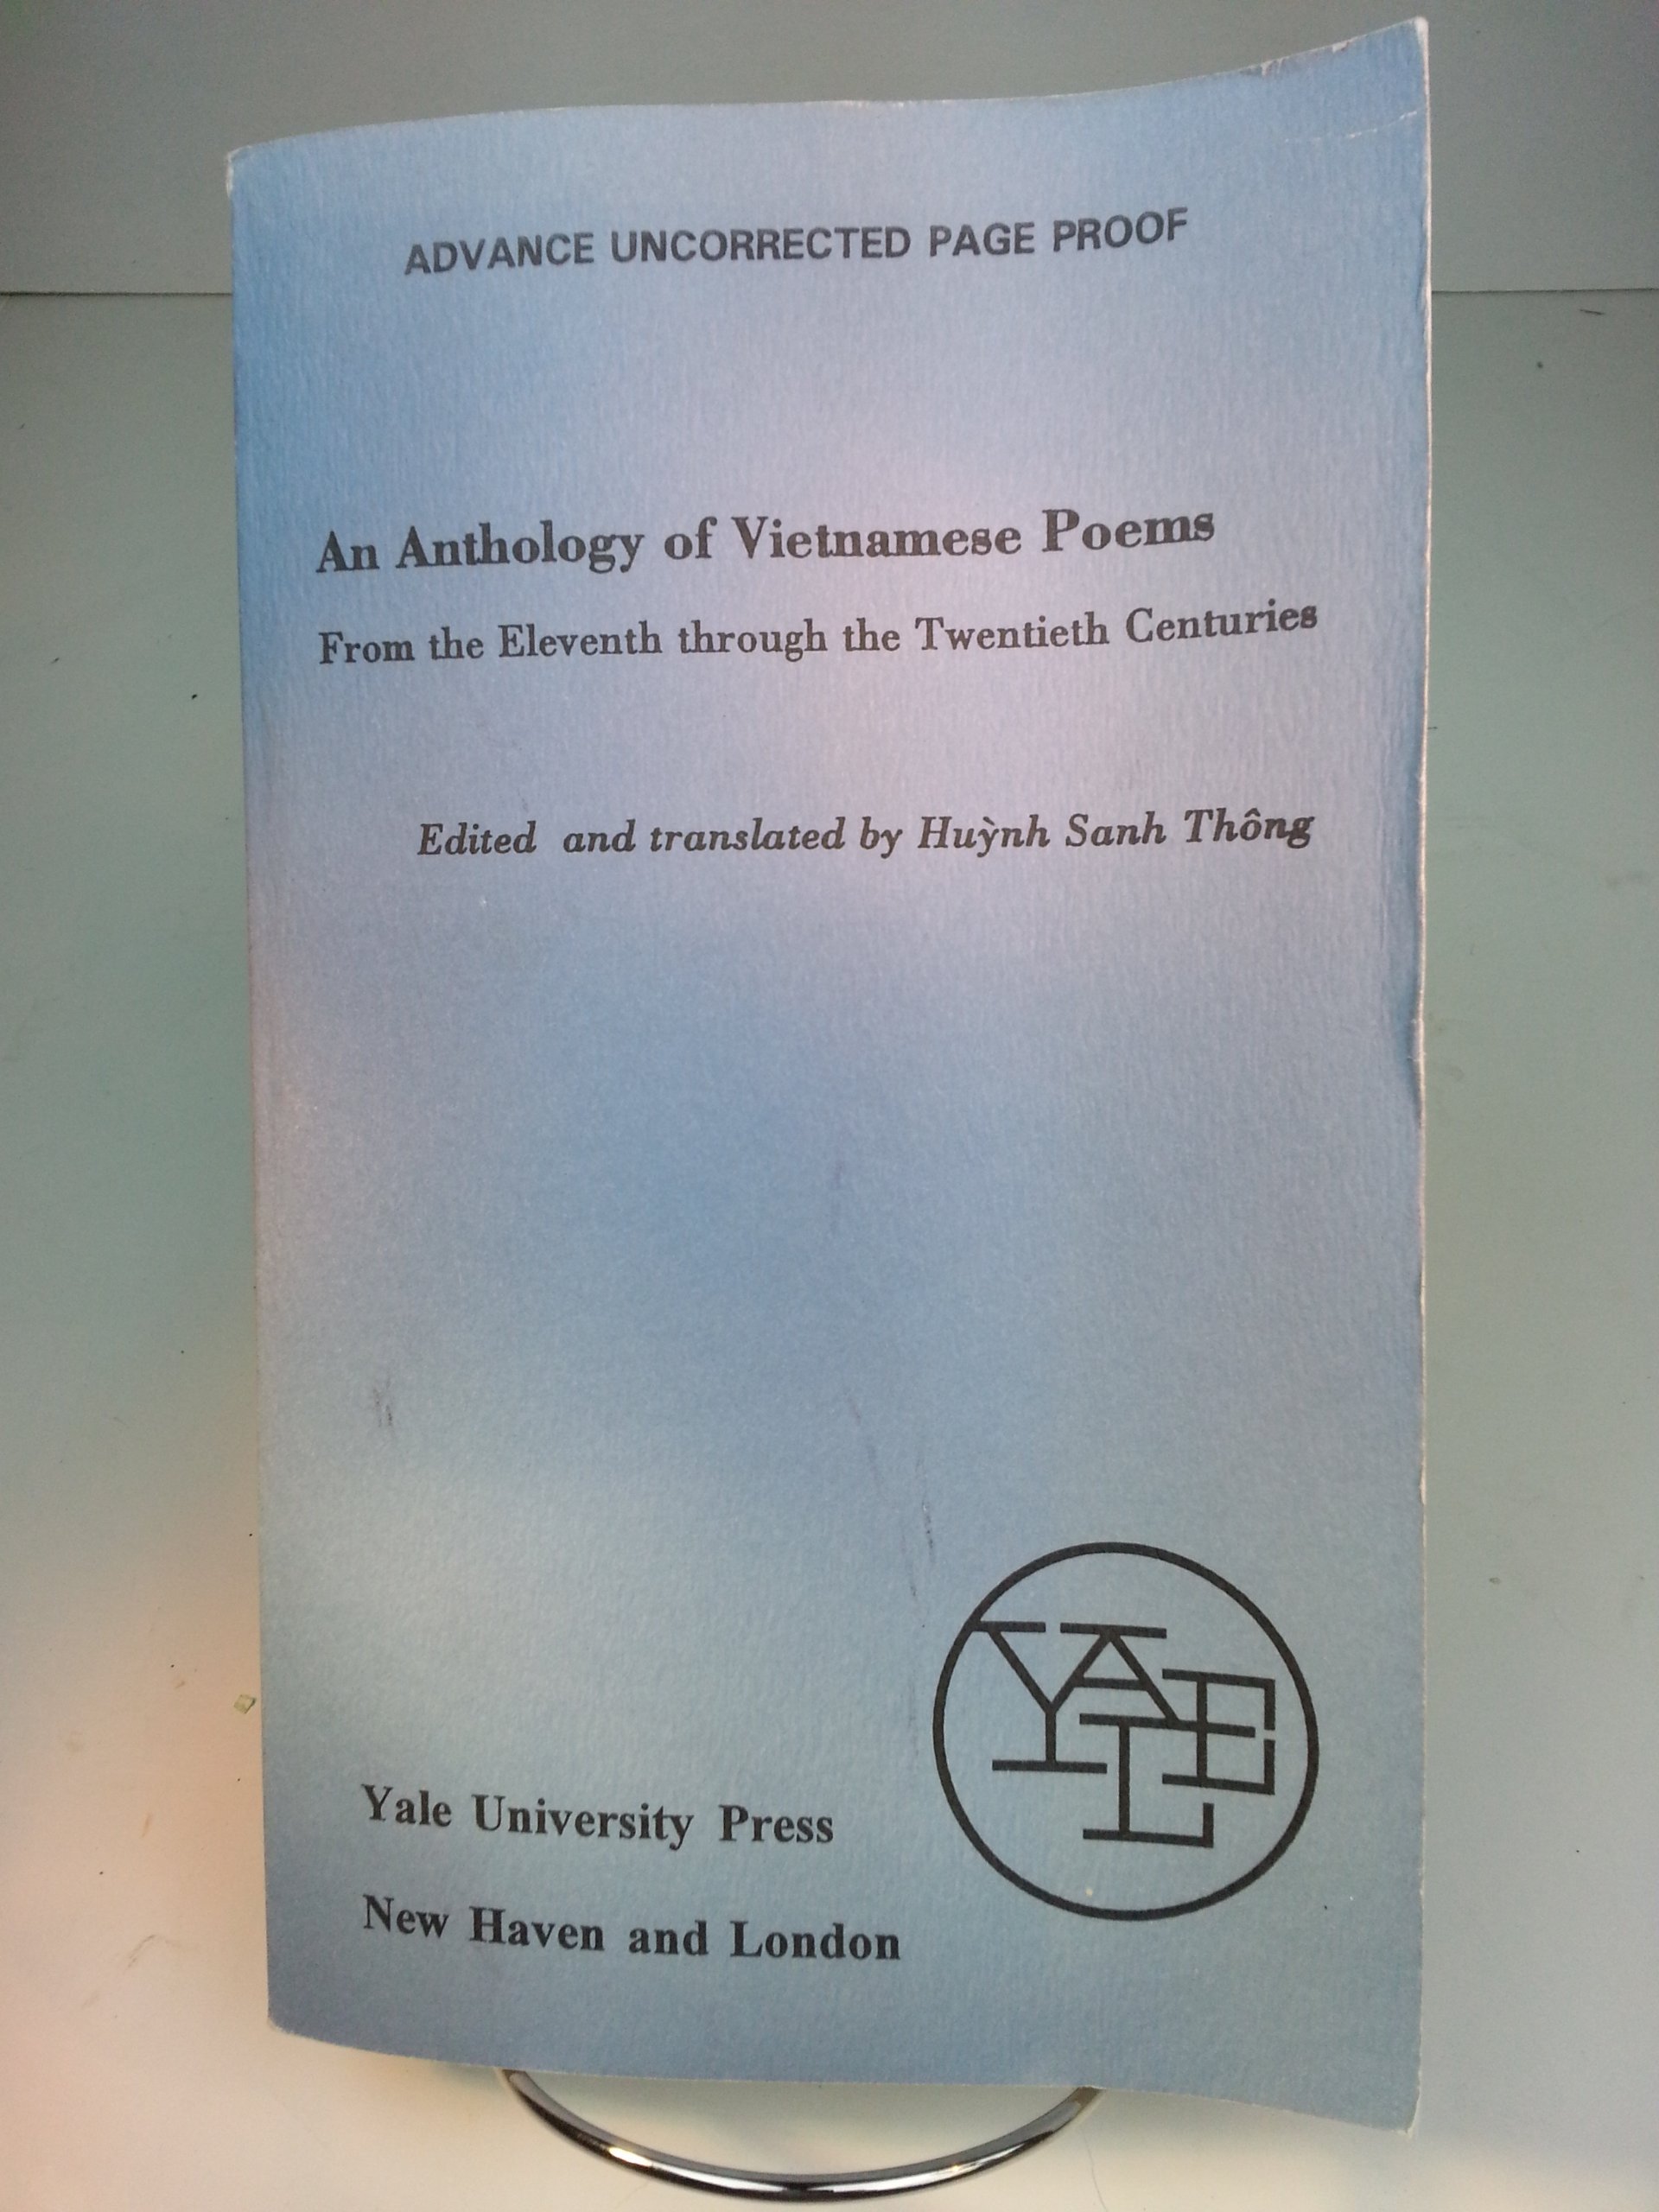 ADVANCE UNCORRECTED PAGE PROOF
An Anthology of Vietnamese Poems
From the Eleventh through the Twentieth Centuries
Edited and translated by Huỳnh Sanh Thông
YALE
Yale University Press
New Haven and London